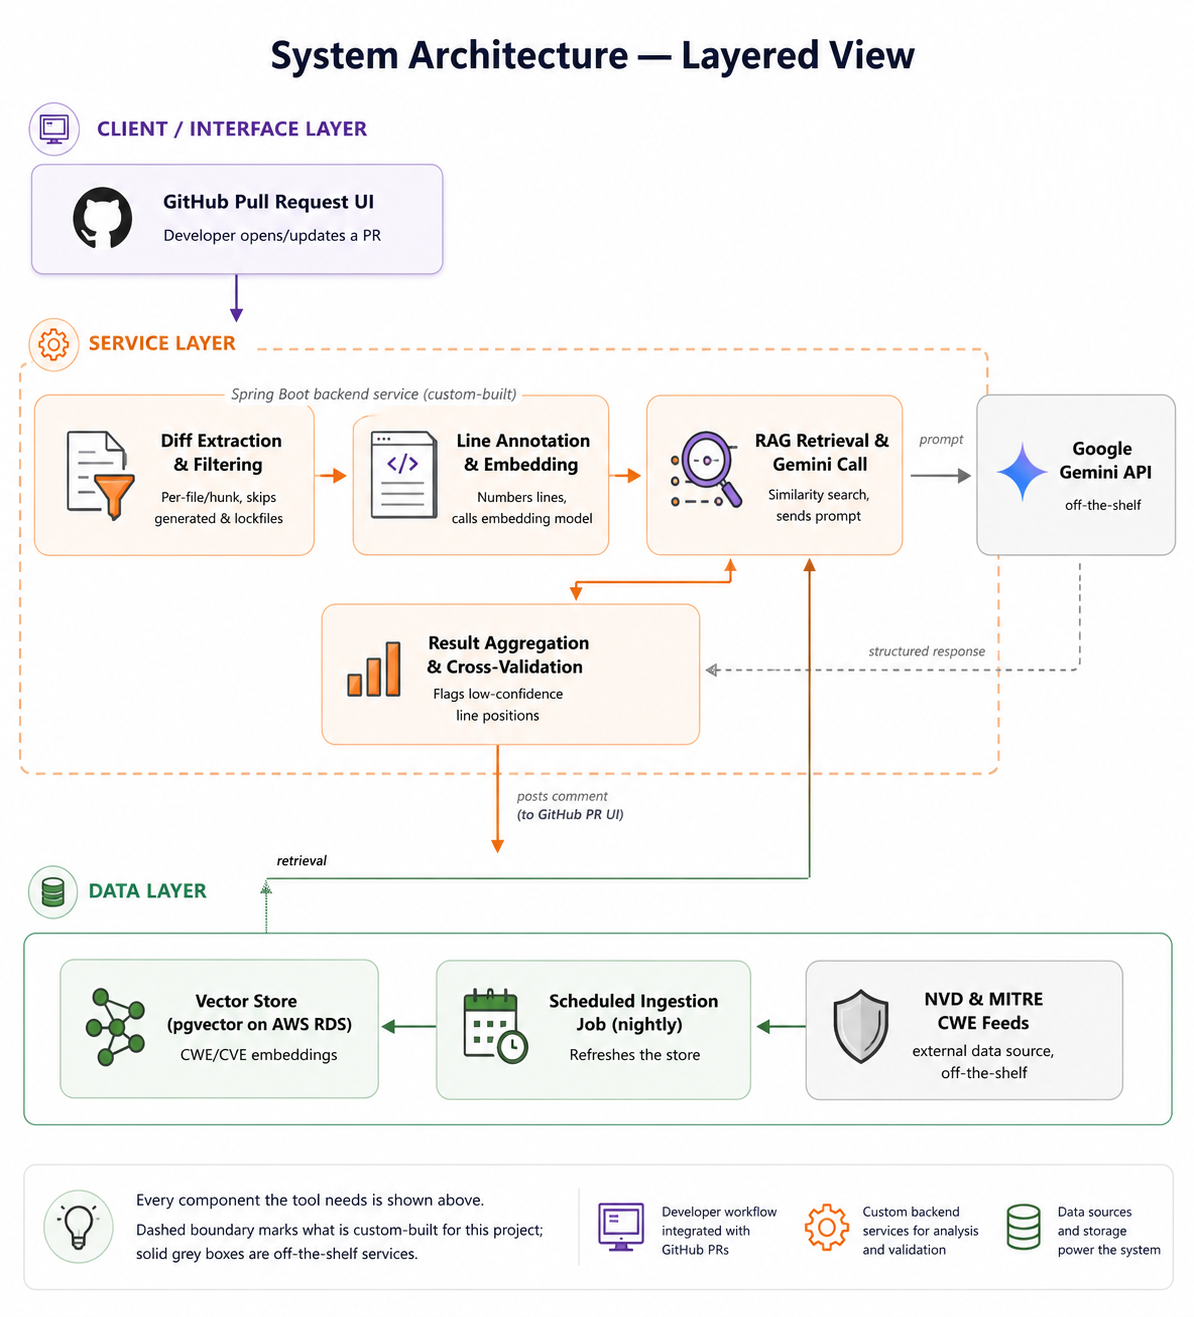 System Architecture — Layered View
CLIENT / INTERFACE LAYER
GitHub Pull Request UI
Developer opens/updates a PR
SERVICE LAYER
Spring Boot backend service (custom-built)
Diff Extraction
& Filtering
Per-file/hunk, skips
generated & lockfiles
Line Annotation
& Embedding
Numbers lines,
calls embedding model
RAG Retrieval &
Gemini Call
Similarity search,
sends prompt
prompt
Google
Gemini API
off-the-shelf
Result Aggregation
& Cross-Validation
Flags low-confidence
line positions
structured response
posts comment
(to GitHub PR UI)
retrieval
DATA LAYER
Vector Store
(pgvector on AWS RDS)
CWE/CVE embeddings
Scheduled Ingestion
Job (nightly)
Refreshes the store
NVD & MITRE
CWE Feeds
external data source,
off-the-shelf
Every component the tool needs is shown above.
Dashed boundary marks what is custom-built for this project;
solid grey boxes are off-the-shelf services.
Developer workflow
integrated with
GitHub PRs
Custom backend
services for analysis
and validation
Data sources
and storage
power the system